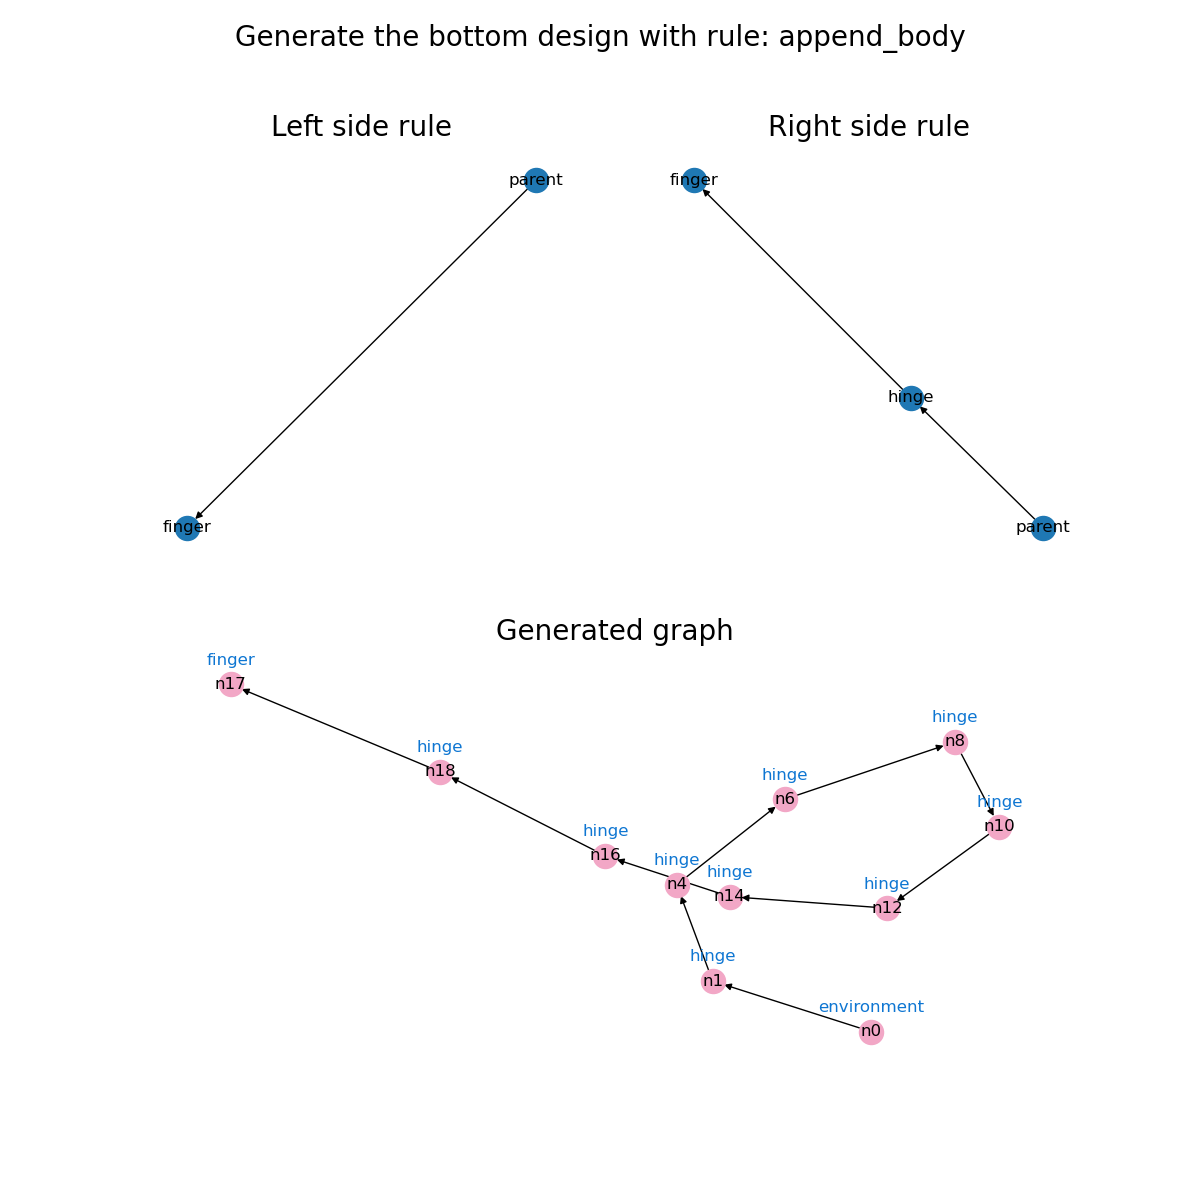 Generate the bottom design with rule: append_body
Left side rule
Right side rule
parent
finger
hinge
finger
parent
Generated graph
finger
n17
hinge
n8
hinge
n18
hinge
n6
hinge
n10
hinge
n16
hinge
n4
hinge
n14
hinge
n12
hinge
n1
environment
n0